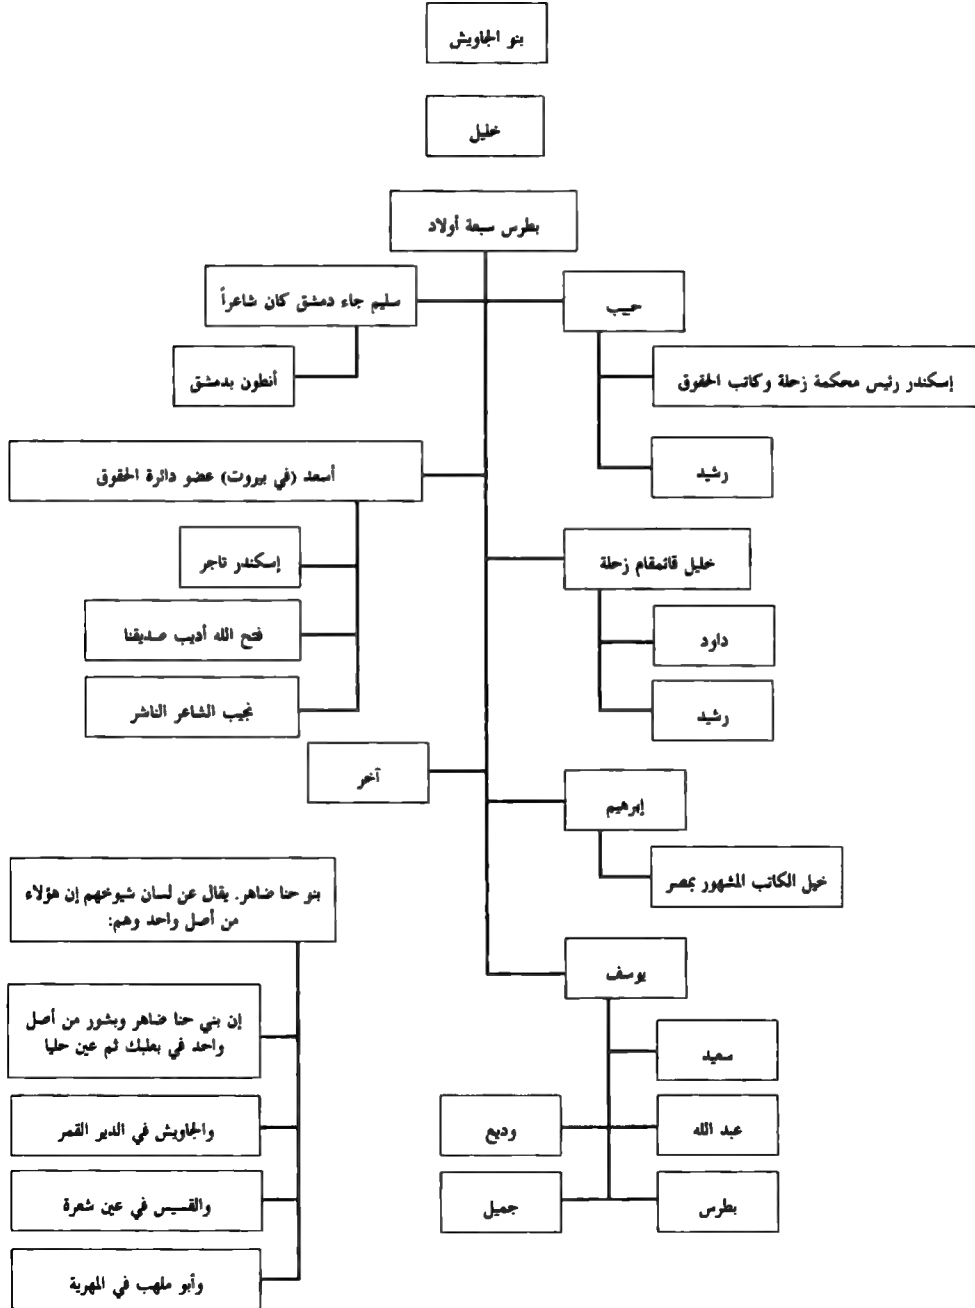 بنو الجاويش
خليل
بطرس سبعة أولاد
حبيب
سليم جاء دمشق كان شاعراً
إسكندر رئيس محكمة زحلة وكاتب الحقوق
أنطون بدمشق
رشيد
أسعد (في بيروت) عضو دائرة الحقوق
خليل قائمقام زحلة
إسكندر تاجر
داود
فتح الله أديب صديقنا
رشيد
نجيب الشاعر الناشر
آخر
إبرهيم
خيل الكاتب المشهور بمصر
بنو حنا ضاهر. يقال عن لسان شيوخهم إن هؤلاء
من أصل واحد وهم:
يوسف
إن بني حنا ضاهر وبشور من أصل
واحد في بعلبك ثم عين حليا
سعيد
عبد الله
وديع
والجاويش في الدير القمر
بطرس
جميل
والقسيس في عين شعرة
وأبو ملهب في المهرية